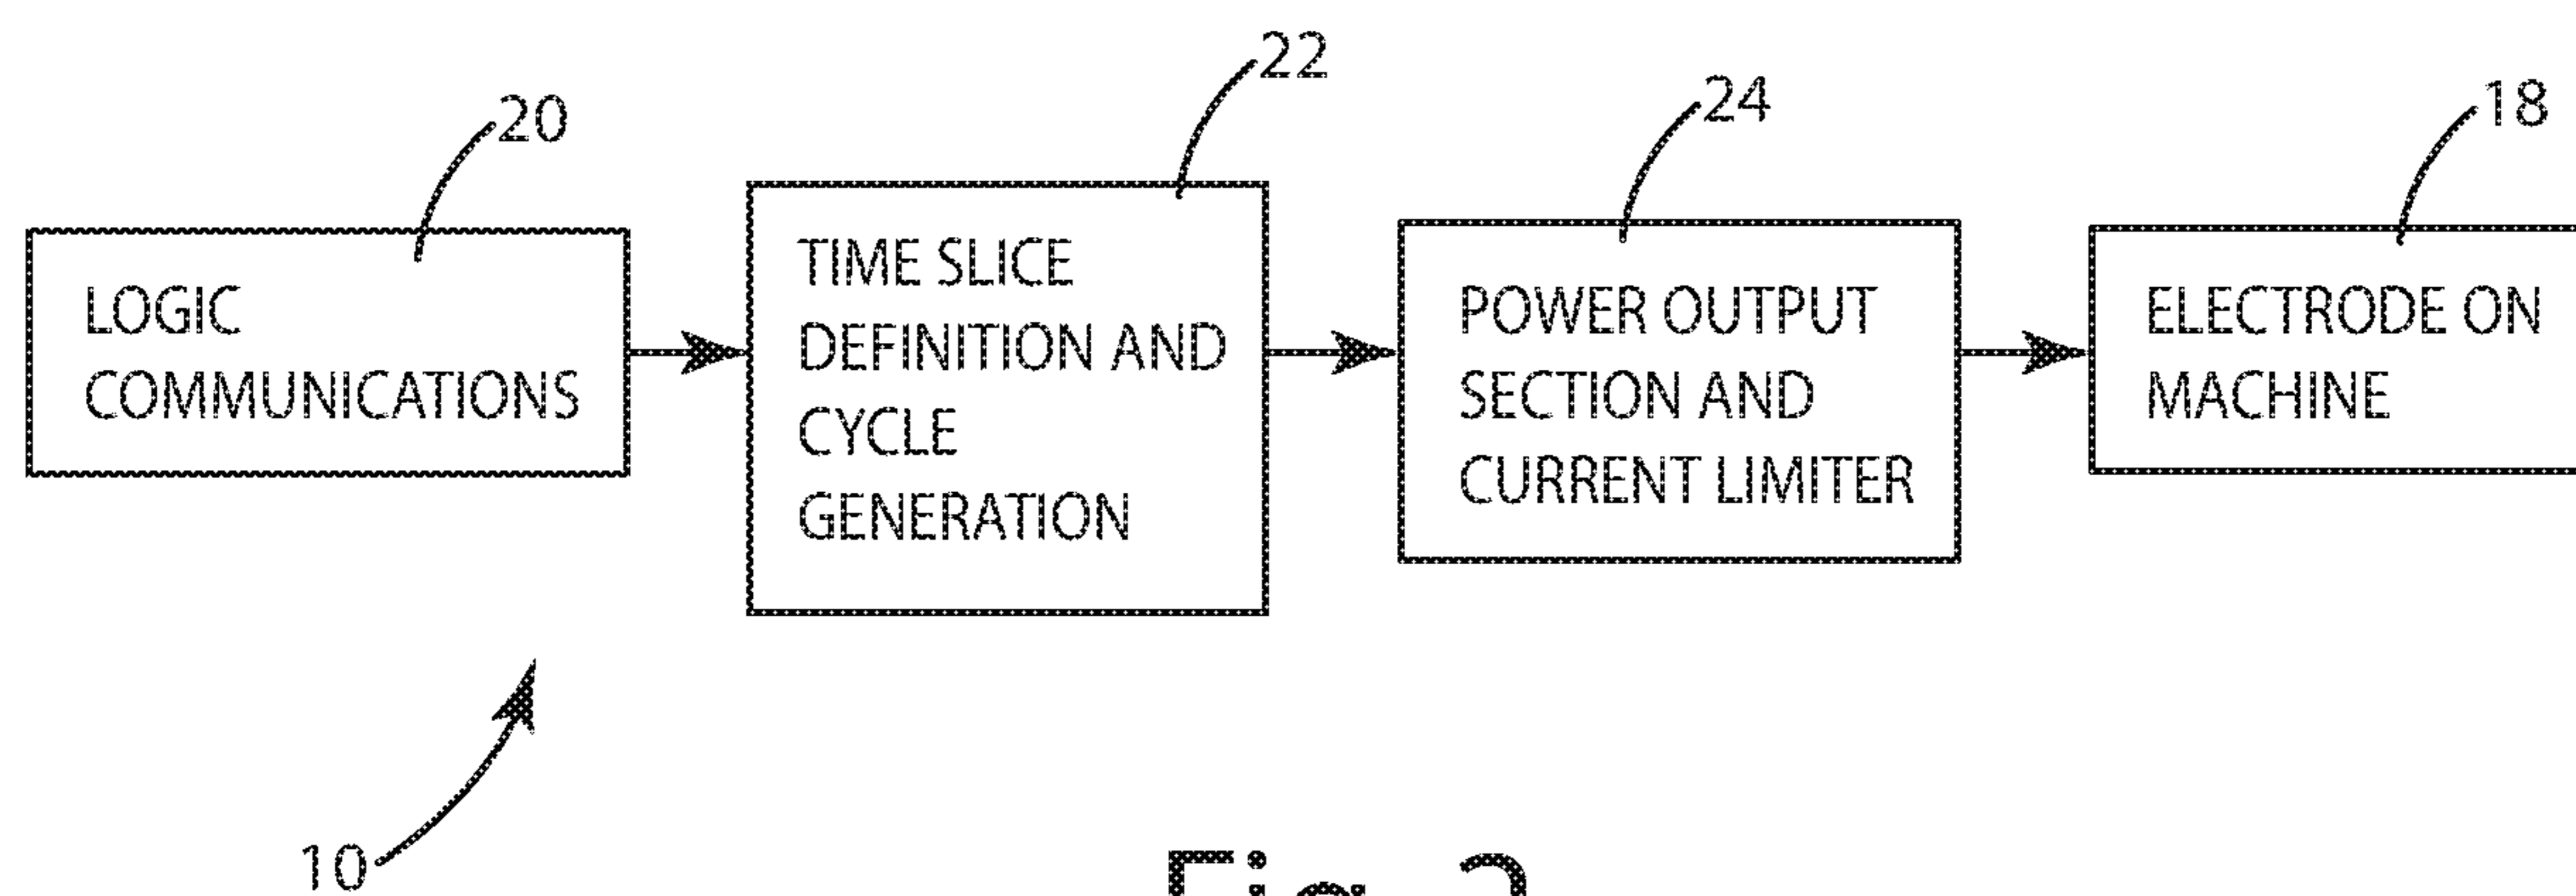 22
24
18
20
LOGIC
COMMUNICATIONS
TIME SLICE
DEFINITION AND
CYCLE
GENERATION
POWER OUTPUT
SECTION AND
CURRENT LIMITER
ELECTRODE ON
MACHINE
10